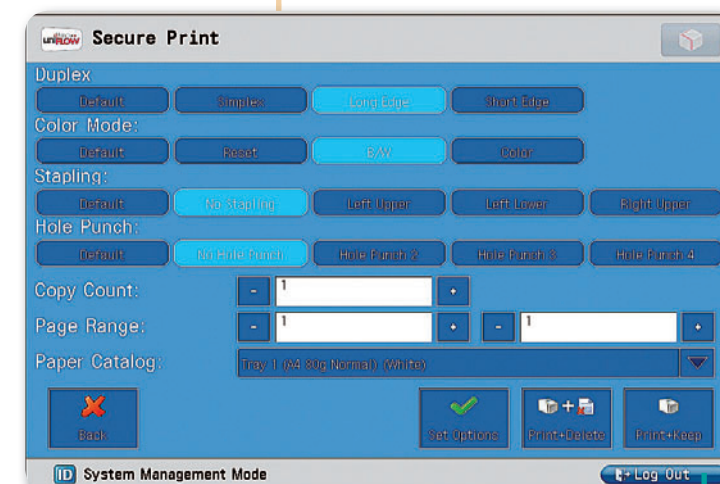 uniFLOW Secure Print
Duplex
Default Simplex Long Edge Short Edge
Color Mode:
Default Reset B/W Color
Stapling:
Default No Stapling Left Upper Left Lower Right Upper
Hole Punch:
Default No Hole Punch Hole Punch 2 Hole Punch 3 Hole Punch 4
Copy Count: - 1 +
Page Range: - 1 + - 1 +
Paper Catalog: Tray 1 (A4 80g Normal) (White)
Back Set Options Print+Delete Print+Keep
ID System Management Mode Log Out